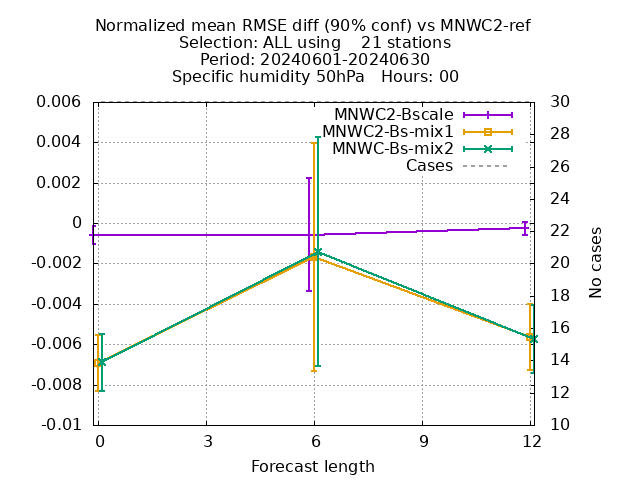 Normalized mean RMSE diff (90% conf) vs MNWC2-ref
Selection: ALL using    21 stations
Period: 20240601-20240630
Specific humidity 50hPa   Hours: 00
MNWC2-Bscale
MNWC2-Bs-mix1
MNWC-Bs-mix2
Cases
0.006
0.004
0.002
0
-0.002
-0.004
-0.006
-0.008
-0.01
30
28
26
24
22
20
18
16
14
12
10
No cases
0 3 6 9 12
Forecast length